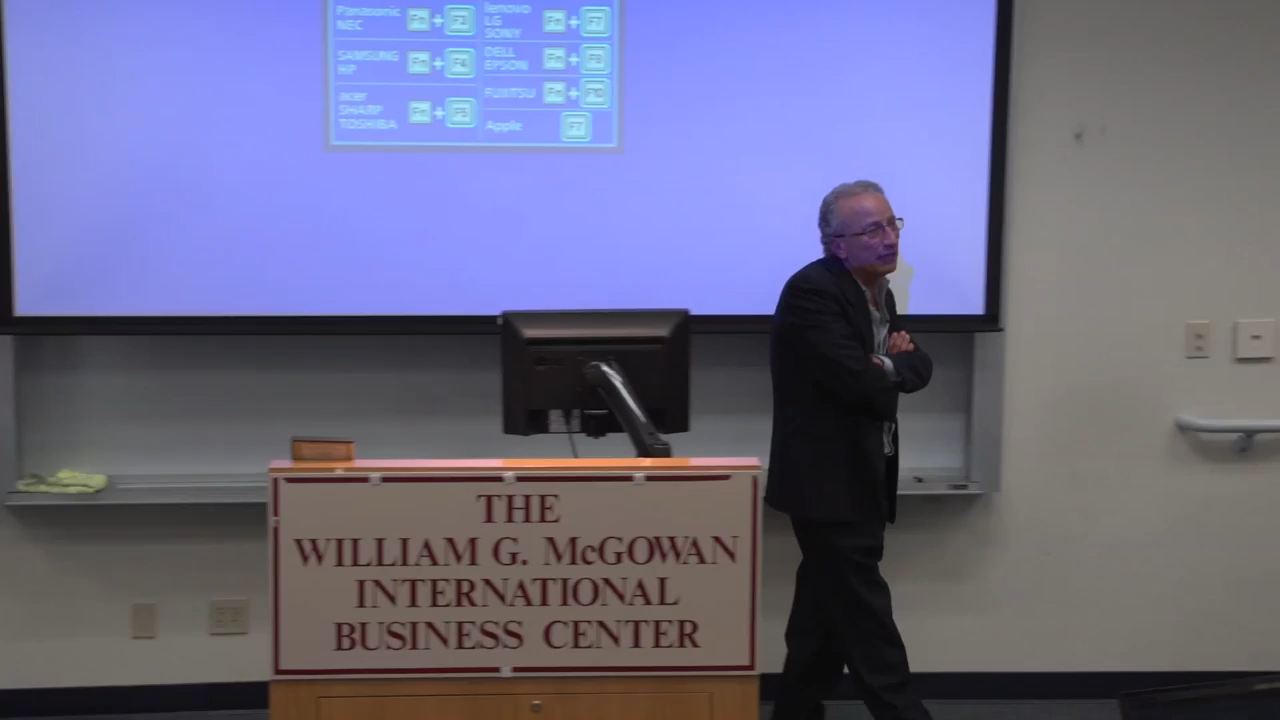 Panasonic
NEC
Fn + F3
lenovo
LG
SONY
Fn + F7
SAMSUNG
HP
Fn + F4
DELL
EPSON
Fn + F8
acer
SHARP
TOSHIBA
Fn + F5
FUJITSU
Fn + F10
Apple
F7
THE
WILLIAM G. McGOWAN
INTERNATIONAL
BUSINESS CENTER